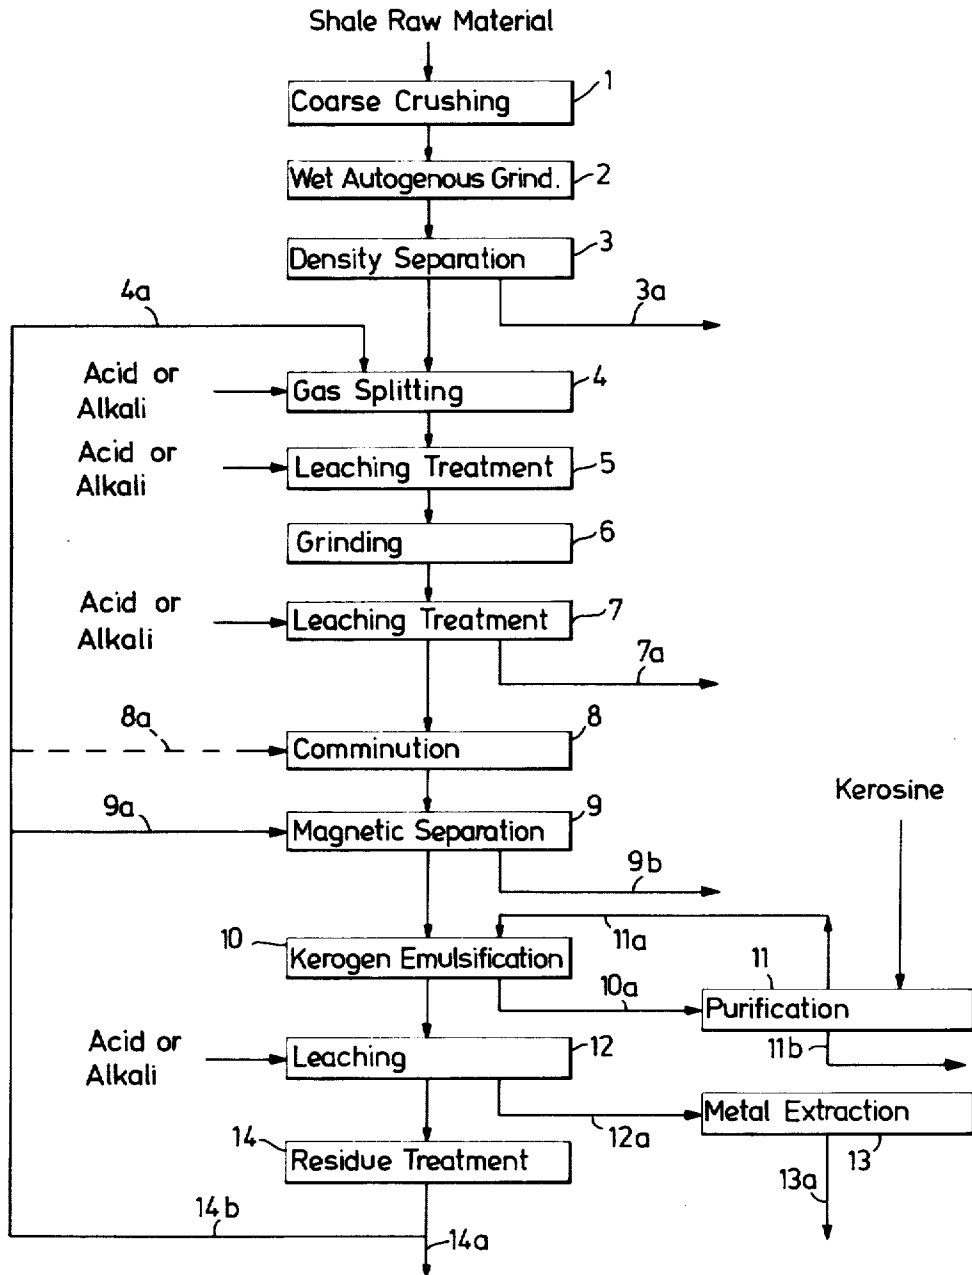 Shale Raw Material
1
Coarse Crushing
2
Wet Autogenous Grind.
3
Density Separation
4a
3a
Acid or
Alkali
4
Gas Splitting
Acid or
Alkali
5
Leaching Treatment
6
Grinding
Acid or
Alkali
7
Leaching Treatment
7a
8a
8
Comminution
Kerosine
9a
9
Magnetic Separation
9b
11a
10
Kerogen Emulsification
10a
11
Purification
11b
Acid or
Alkali
12
Leaching
12a
Metal Extraction
13
13a
14
Residue Treatment
14b
14a